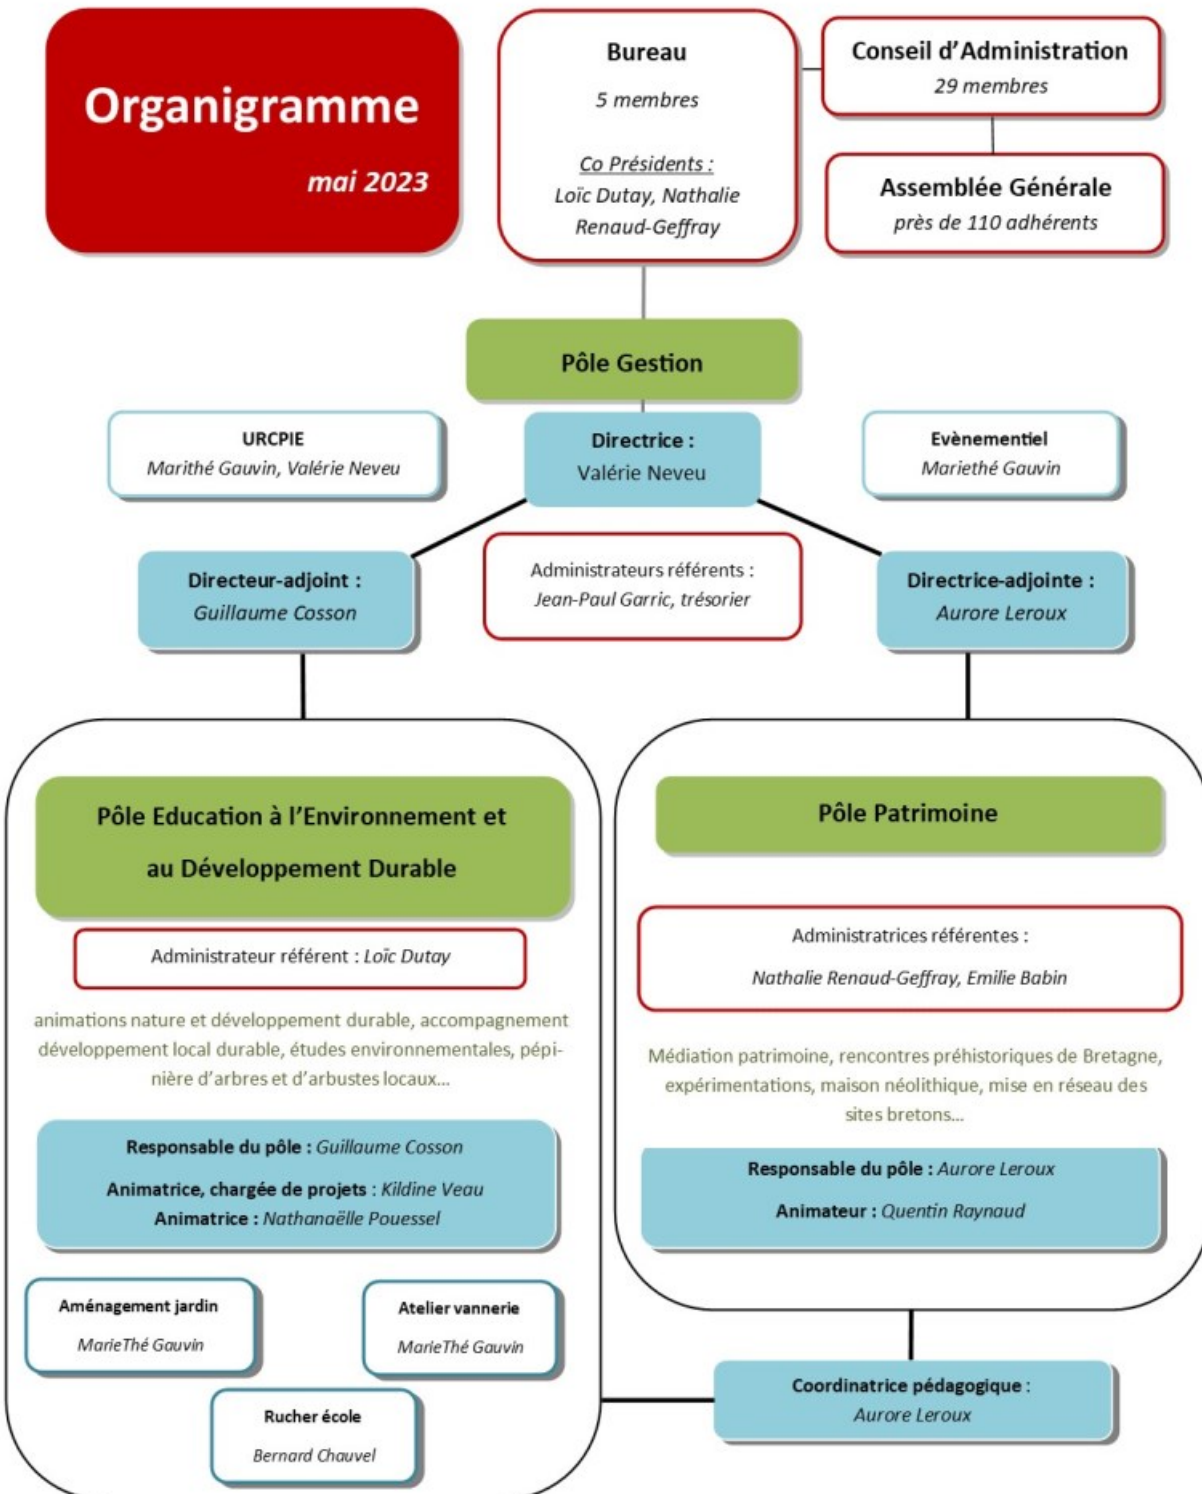 Organigramme
mai 2023
Bureau
5 membres
Co Présidents :
Loïc Dutay, Nathalie
Renaud-Geffray
Conseil d'Administration
29 membres
Assemblée Générale
près de 110 adhérents
Pôle Gestion
URCPIE
Marithé Gauvin, Valérie Neveu
Directrice :
Valérie Neveu
Evènementiel
Mariethé Gauvin
Directeur-adjoint :
Guillaume Cosson
Administrateurs référents :
Jean-Paul Garric, trésorier
Directrice-adjointe :
Aurore Leroux
Pôle Education à l'Environnement et
au Développement Durable
Administrateur référent : Loïc Dutay
animations nature et développement durable, accompagnement
développement local durable, études environnementales, pépi-
nière d'arbres et d'arbustes locaux...
Responsable du pôle : Guillaume Cosson
Animatrice, chargée de projets : Kildine Veau
Animatrice : Nathanaëlle Pouessel
Aménagement jardin
MarieThé Gauvin
Atelier vannerie
MarieThé Gauvin
Rucher école
Bernard Chauvel
Pôle Patrimoine
Administratrices référentes :
Nathalie Renaud-Geffray, Emilie Babin
Médiation patrimoine, rencontres préhistoriques de Bretagne,
expérimentations, maison néolithique, mise en réseau des
sites bretons...
Responsable du pôle : Aurore Leroux
Animateur : Quentin Raynaud
Coordinatrice pédagogique :
Aurore Leroux